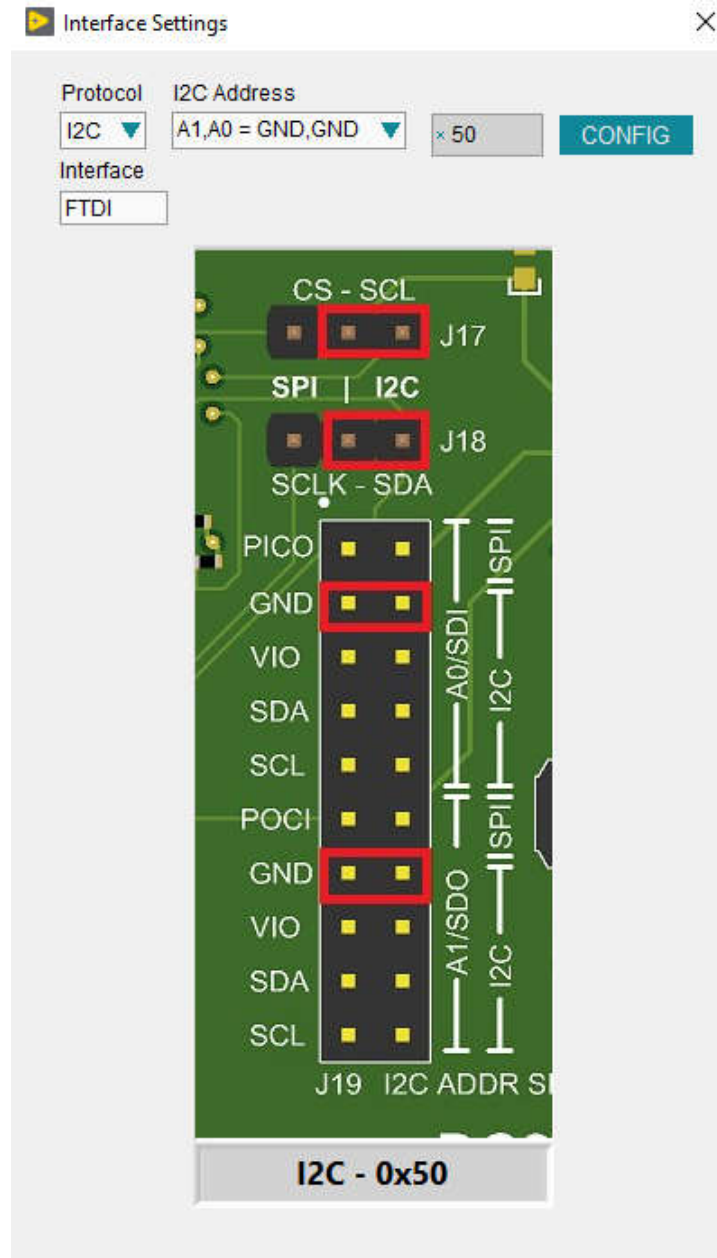 Interface Settings
Protocol I2C Address
I2C A1,A0 = GND,GND × 50 CONFIG
Interface
FTDI
CS - SCL
J17
SPI | I2C
J18
SCLK - SDA
PICO
GND
VIO
SDA
SCL
POCI
GND
VIO
SDA
SCL
A0/SDI
SPI
I2C
A1/SDO
SPI
I2C
J19 I2C ADDR
I2C - 0x50